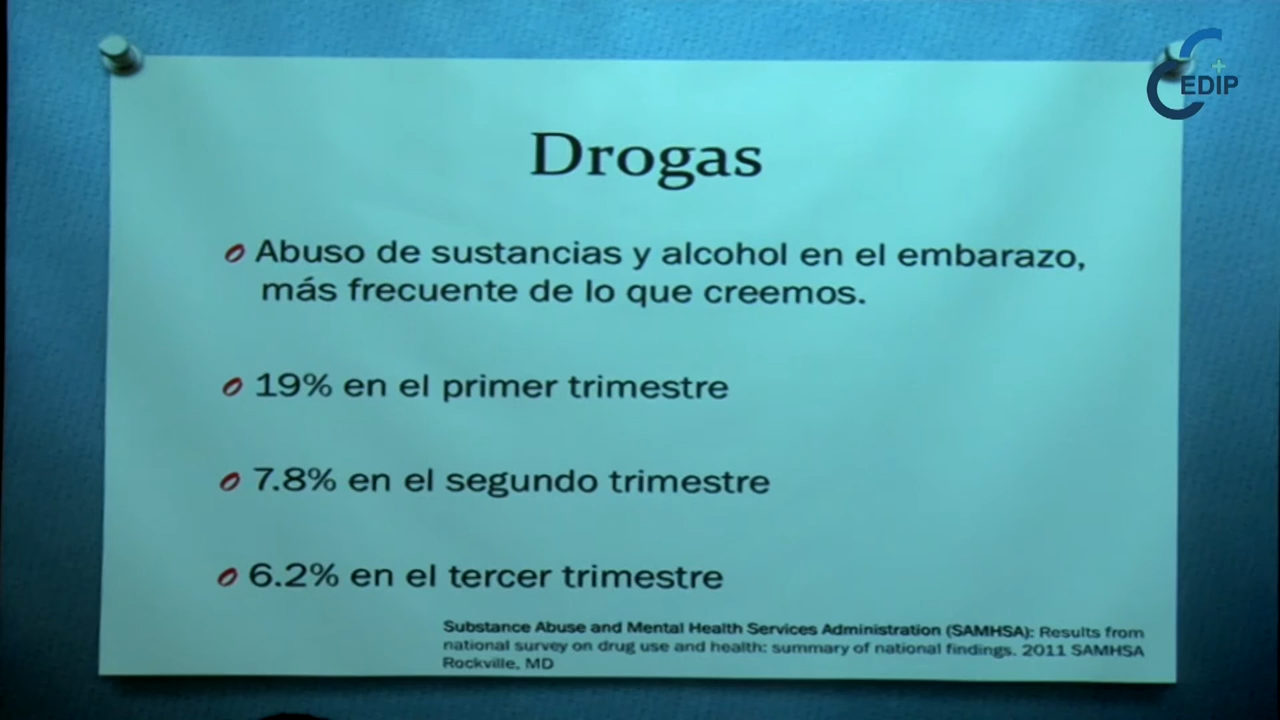 EDIP
Drogas
Abuso de sustancias y alcohol en el embarazo,
más frecuente de lo que creemos.
19% en el primer trimestre
7.8% en el segundo trimestre
6.2% en el tercer trimestre
Substance Abuse and Mental Health Services Administration (SAMHSA): Results from
national survey on drug use and health: summary of national findings. 2011 SAMHSA
Rockville, MD